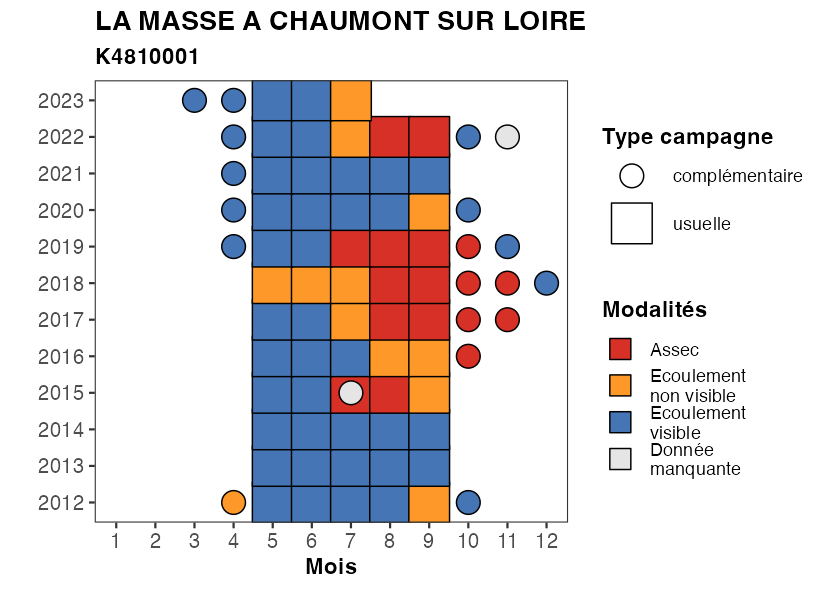 LA MASSE A CHAUMONT SUR LOIRE
K4810001
2023
2022
2021
2020
2019
2018
2017
2016
2015
2014
2013
2012
1 2 3 4 5 6 7 8 9 10 11 12
Mois
Type campagne
complémentaire
usuelle
Modalités
Assec
Ecoulement
non visible
Ecoulement
visible
Donnée
manquante